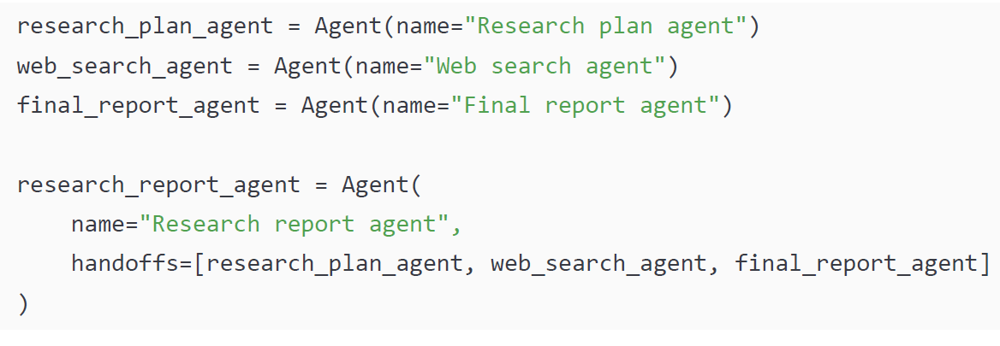 research_plan_agent = Agent(name="Research plan agent")
web_search_agent = Agent(name="Web search agent")
final_report_agent = Agent(name="Final report agent")

research_report_agent = Agent(
    name="Research report agent",
    handoffs=[research_plan_agent, web_search_agent, final_report_agent]
)